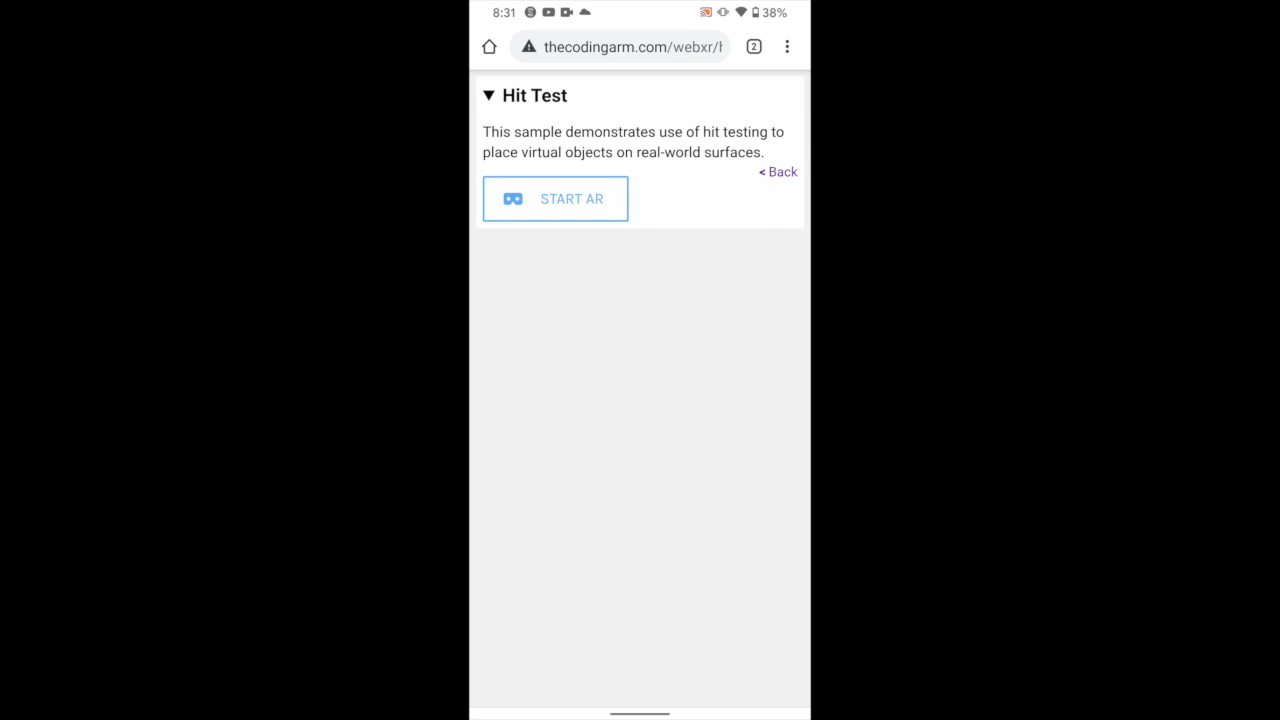 8:31 38%
thecodingarm.com/webxr/h 2
Hit Test
This sample demonstrates use of hit testing to
place virtual objects on real-world surfaces.
< Back
START AR